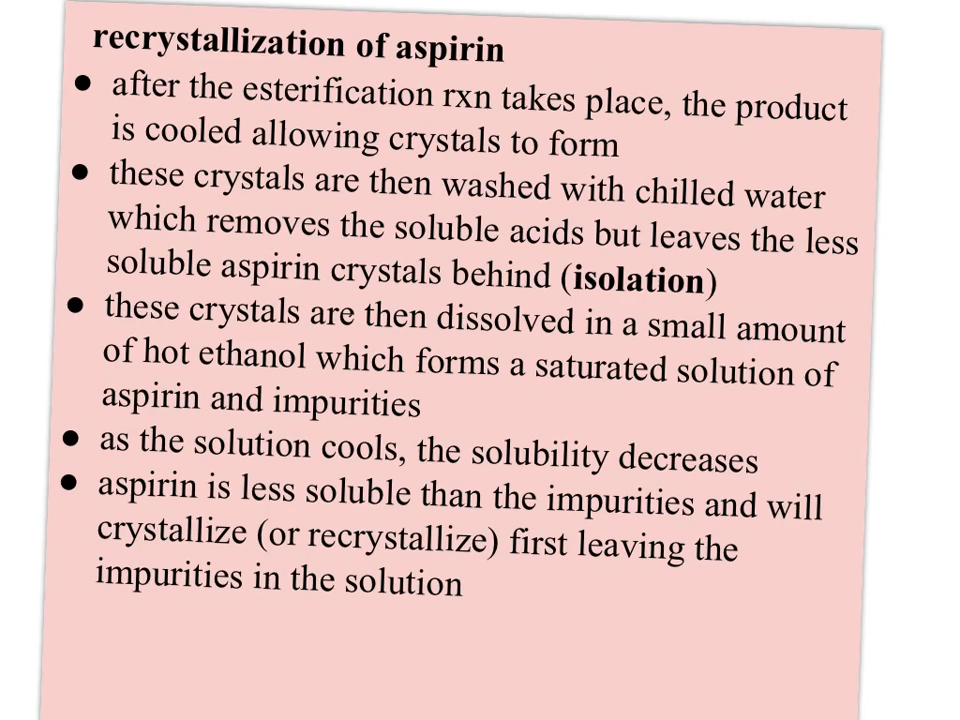 recrystallization of aspirin
● after the esterification rxn takes place, the product
is cooled allowing crystals to form
● these crystals are then washed with chilled water
which removes the soluble acids but leaves the less
soluble aspirin crystals behind (isolation)
● these crystals are then dissolved in a small amount
of hot ethanol which forms a saturated solution of
aspirin and impurities
● as the solution cools, the solubility decreases
● aspirin is less soluble than the impurities and will
crystallize (or recrystallize) first leaving the
impurities in the solution